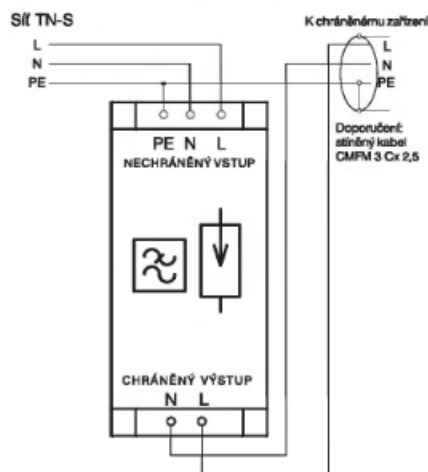 Síť TN-S
L
N
PE
K chráněnému zařízení
L
N
PE
Doporučení:
stíněný kabel
CMFM 3 Cx 2,5
PE N L
NECHRÁNĚNÝ VSTUP
CHRÁNĚNÝ VÝSTUP
N L